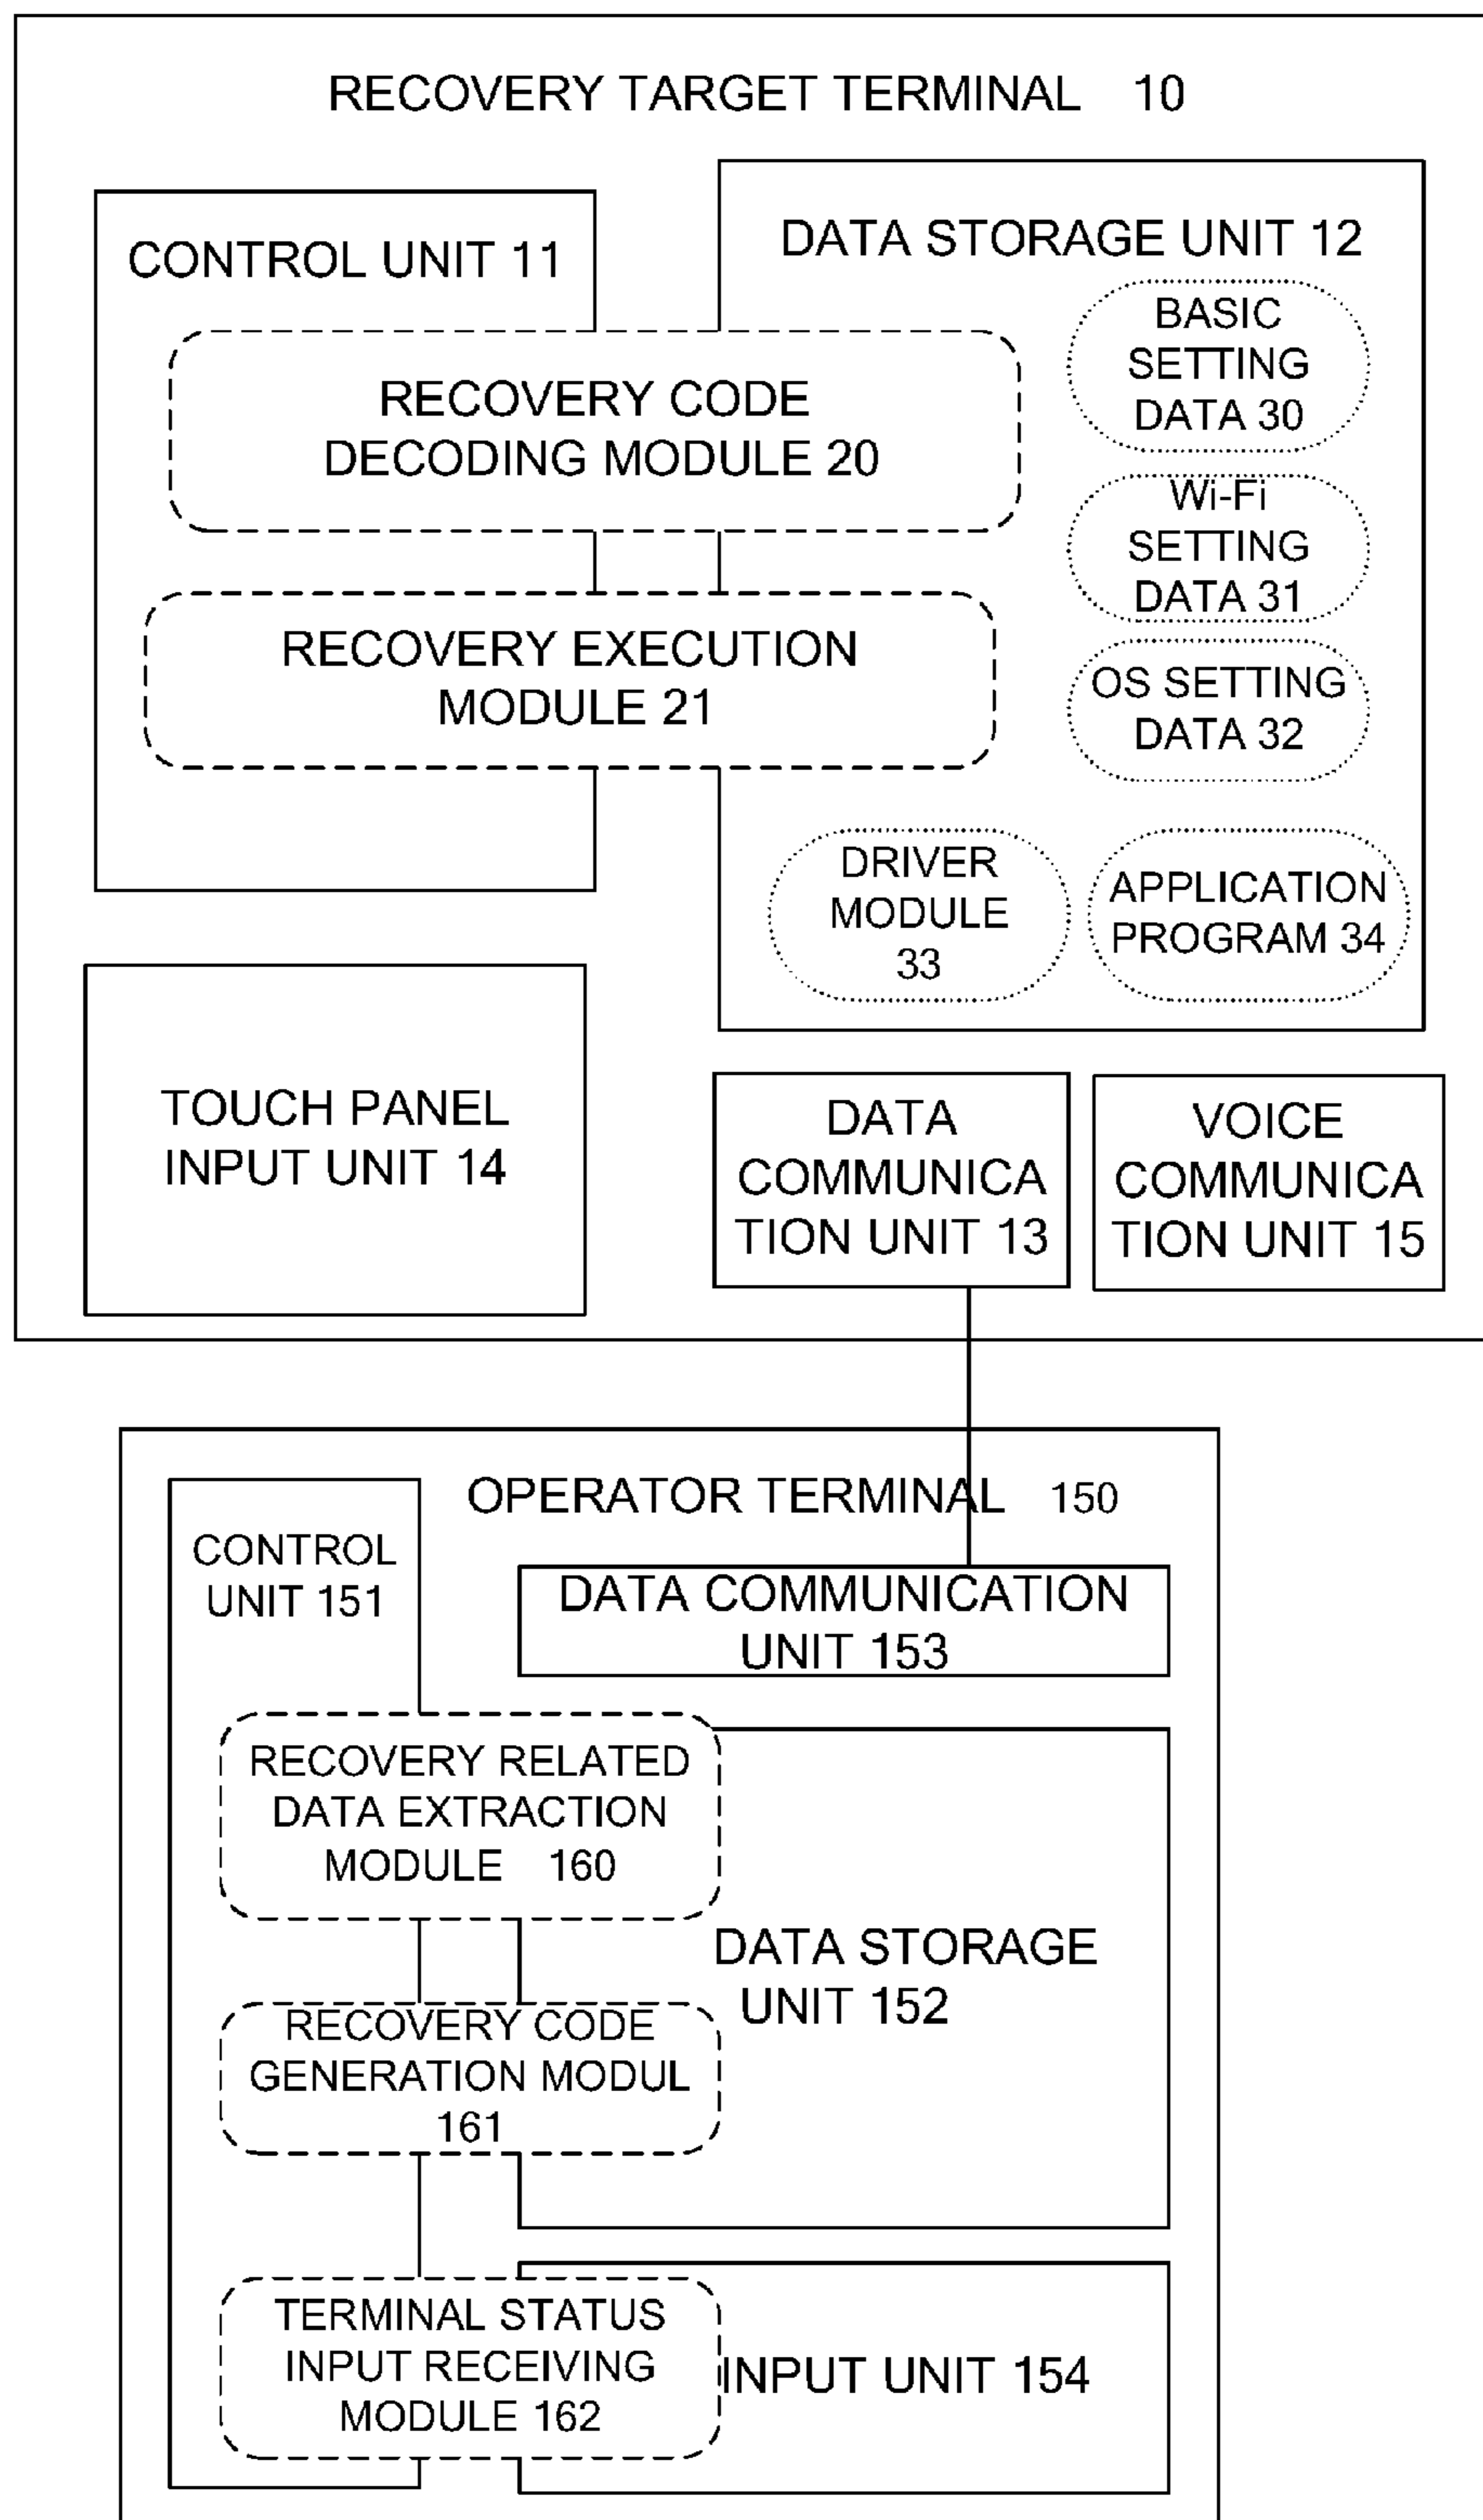 RECOVERY TARGET TERMINAL 10
CONTROL UNIT 11
RECOVERY CODE
DECODING MODULE 20
RECOVERY EXECUTION
MODULE 21
DATA STORAGE UNIT 12
BASIC
SETTING
DATA 30
Wi-Fi
SETTING
DATA 31
OS SETTING
DATA 32
DRIVER
MODULE
33
APPLICATION
PROGRAM 34
TOUCH PANEL
INPUT UNIT 14
DATA
COMMUNICA
TION UNIT 13
VOICE
COMMUNICA
TION UNIT 15
OPERATOR TERMINAL 150
CONTROL
UNIT 151
DATA COMMUNICATION
UNIT 153
RECOVERY RELATED
DATA EXTRACTION
MODULE 160
DATA STORAGE
UNIT 152
RECOVERY CODE
GENERATION MODUL
161
TERMINAL STATUS
INPUT RECEIVING
MODULE 162
INPUT UNIT 154